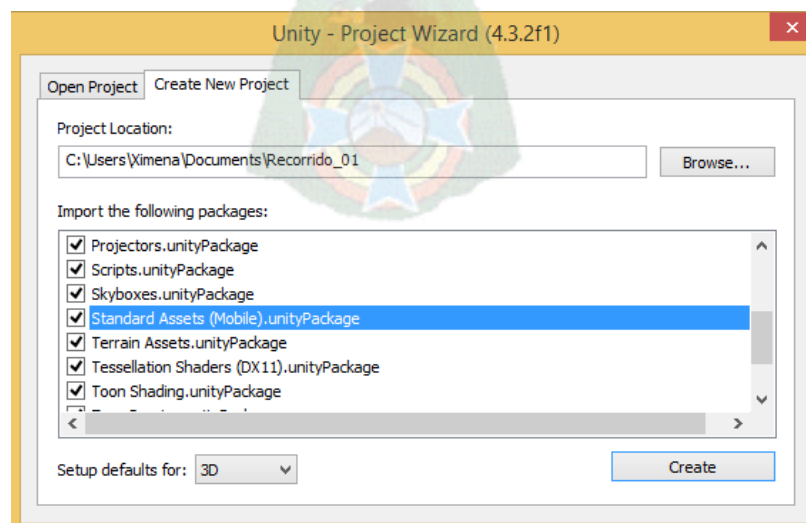 Unity - Project Wizard (4.3.2f1)
Open Project Create New Project
Project Location:
C:\Users\Ximena\Documents\Recorrido_01 Browse...
Import the following packages:
Projectors.unityPackage
Scripts.unityPackage
Skyboxes.unityPackage
Standard Assets (Mobile).unityPackage
Terrain Assets.unityPackage
Tessellation Shaders (DX11).unityPackage
Toon Shading.unityPackage
Setup defaults for: 3D Create